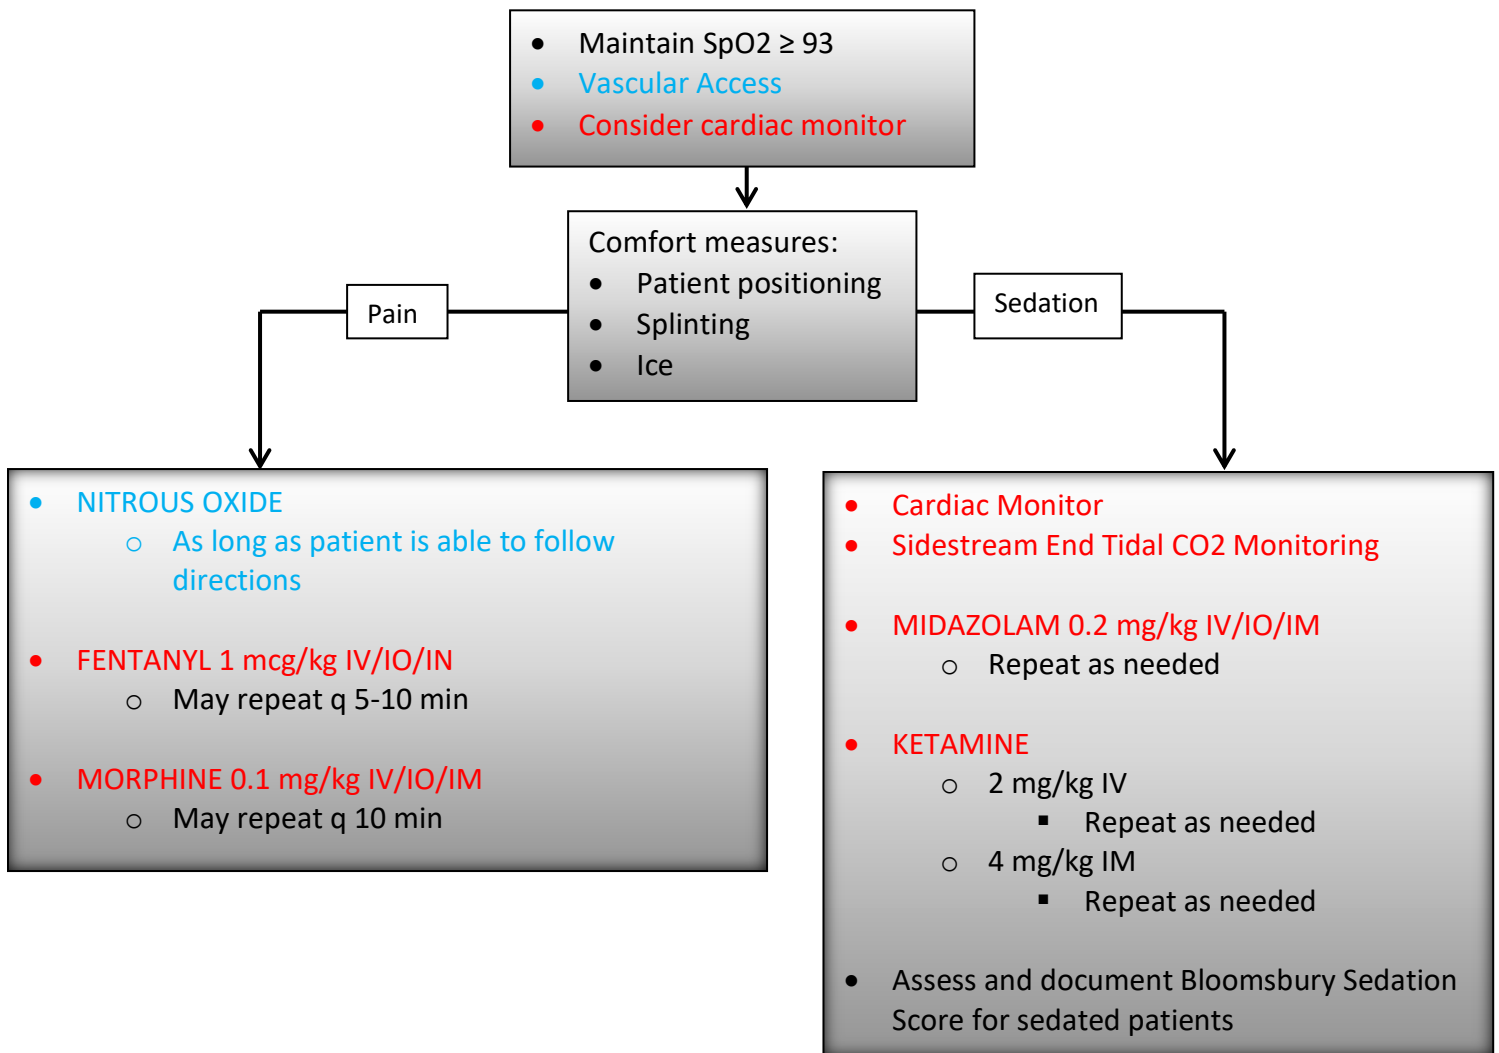 • Maintain SpO2 ≥ 93
• Vascular Access
• Consider cardiac monitor
Comfort measures:
• Patient positioning
• Splinting
• Ice
Pain
Sedation
• NITROUS OXIDE
o As long as patient is able to follow
directions
• FENTANYL 1 mcg/kg IV/IO/IN
o May repeat q 5-10 min
• MORPHINE 0.1 mg/kg IV/IO/IM
o May repeat q 10 min
• Cardiac Monitor
• Sidestream End Tidal CO2 Monitoring
• MIDAZOLAM 0.2 mg/kg IV/IO/IM
o Repeat as needed
• KETAMINE
o 2 mg/kg IV
▪ Repeat as needed
o 4 mg/kg IM
▪ Repeat as needed
• Assess and document Bloomsbury Sedation
Score for sedated patients